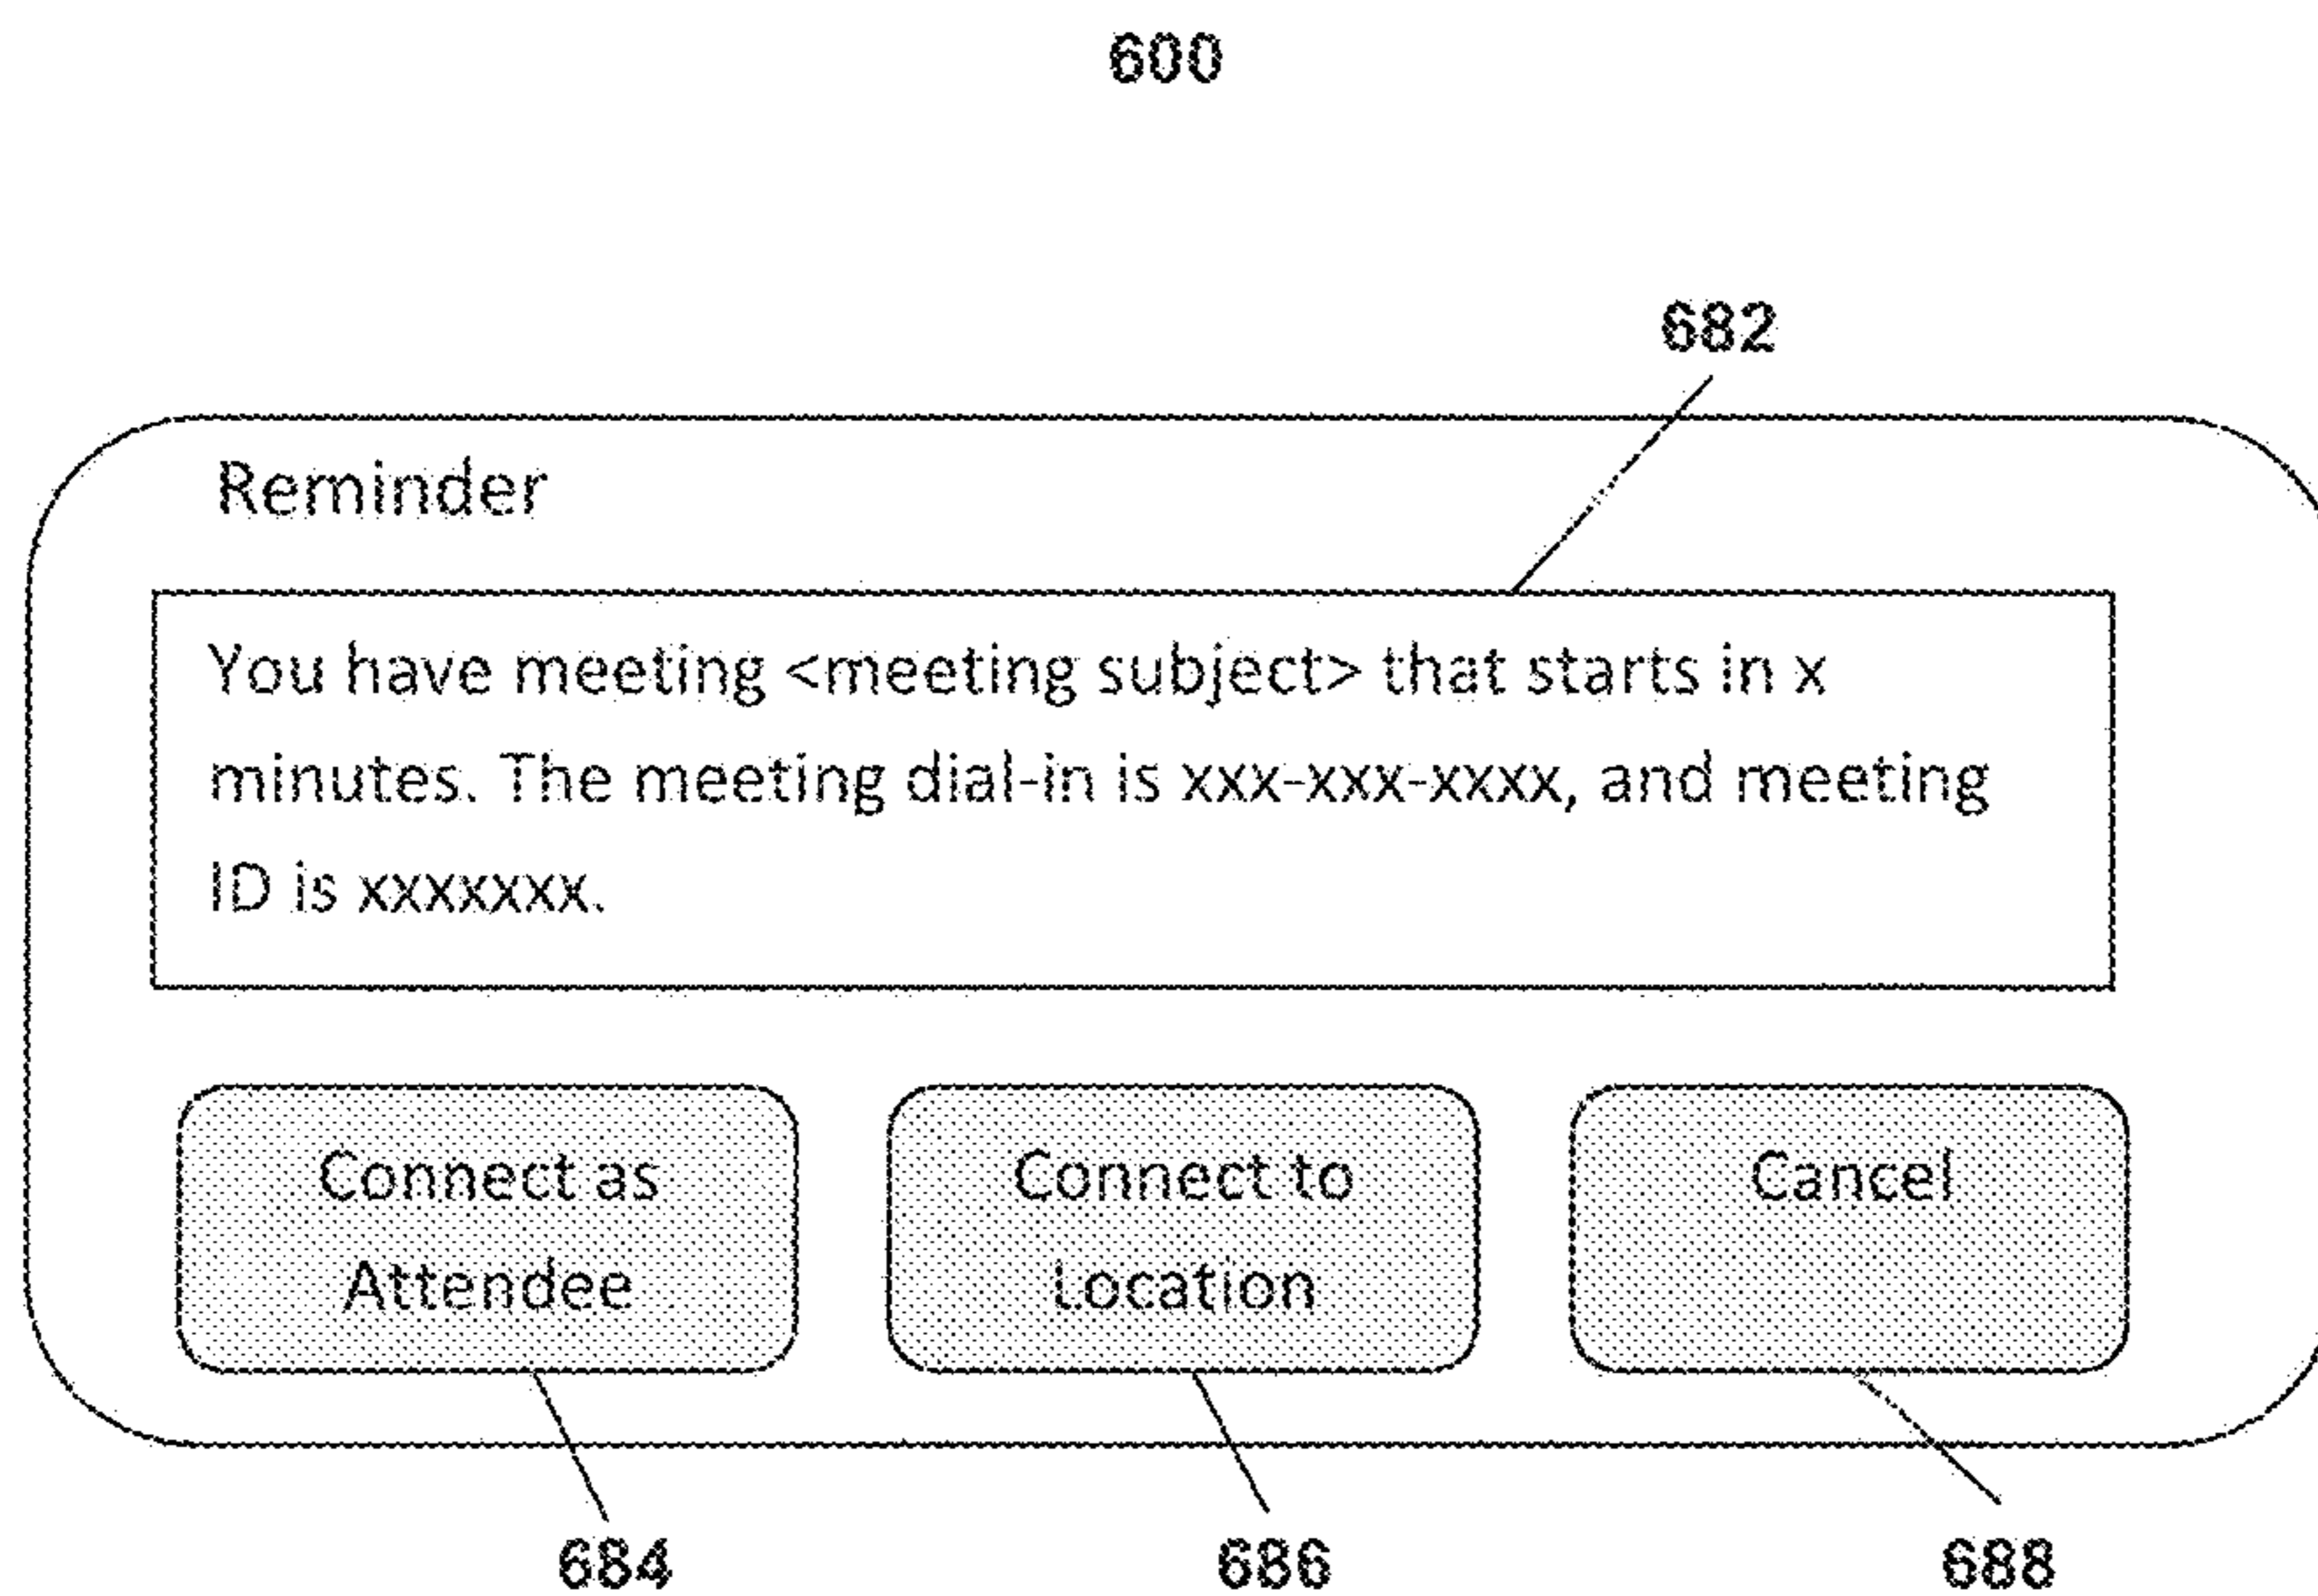 600
682
Reminder
You have meeting <meeting subject> that starts in x
minutes. The meeting dial-in is xxx-xxx-xxxx, and meeting
ID is xxxxxxx.
Connect as
Attendee
Connect to
Location
Cancel
684
686
688